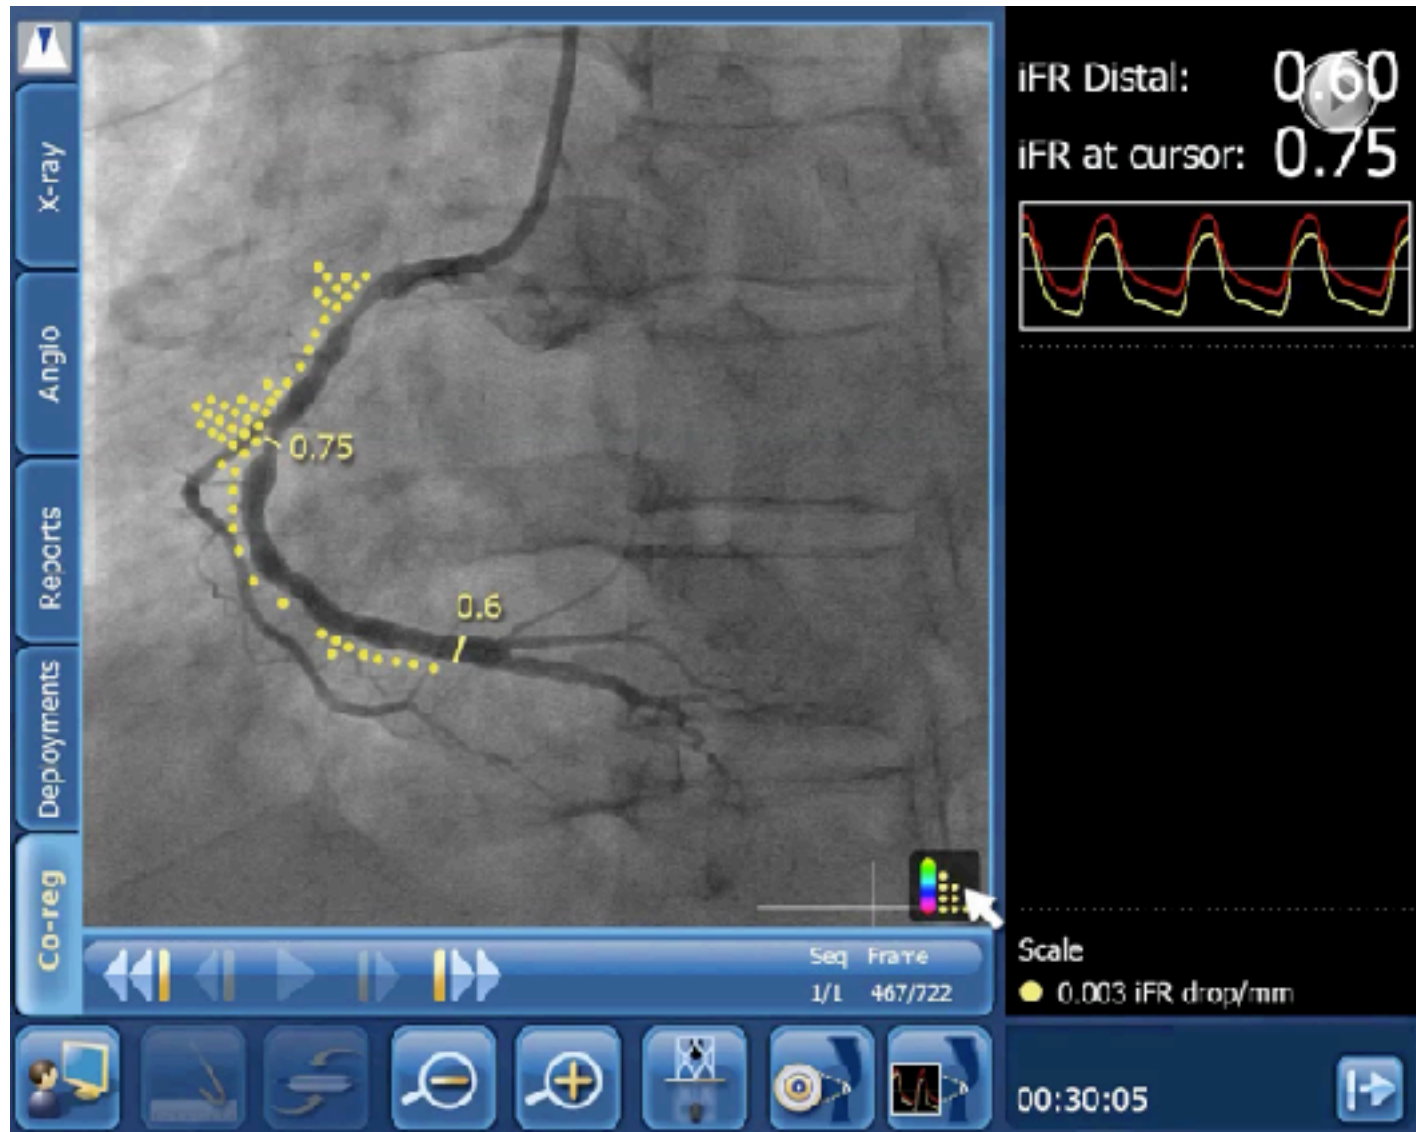 X-ray
Angio
Reports
Deployments
Co-reg
0.75
0.6
Seq Frame
1/1 467/722
iFR Distal: 0.60
iFR at cursor: 0.75
Scale
0.003 iFR drop/mm
00:30:05